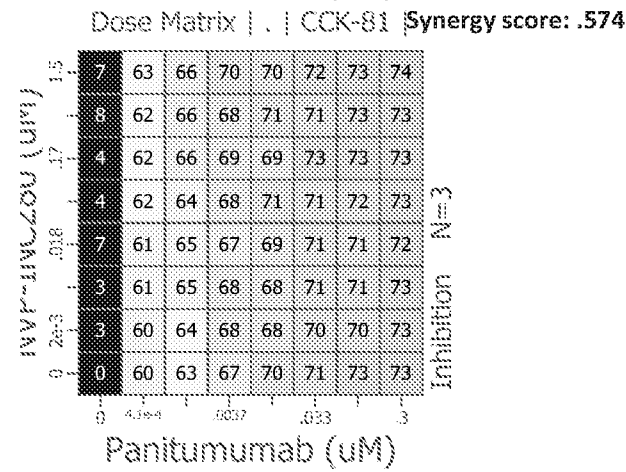 Dose Matrix | . | CCK-81 | Synergy score: .574
1.5 7 63 66 70 70 72 73 74
8 62 66 68 71 71 73 73
.17 4 62 66 69 69 73 73 73
4 62 64 68 71 71 72 73
.018 7 61 65 67 69 71 71 72
3 61 65 68 68 71 71 73
2e-3 3 60 64 68 68 70 70 73
0 0 60 63 67 70 71 73 73
0 .0037 .033 .3
Panitumumab (uM)
NVP-INC280 (uM)
Inhibition N=3